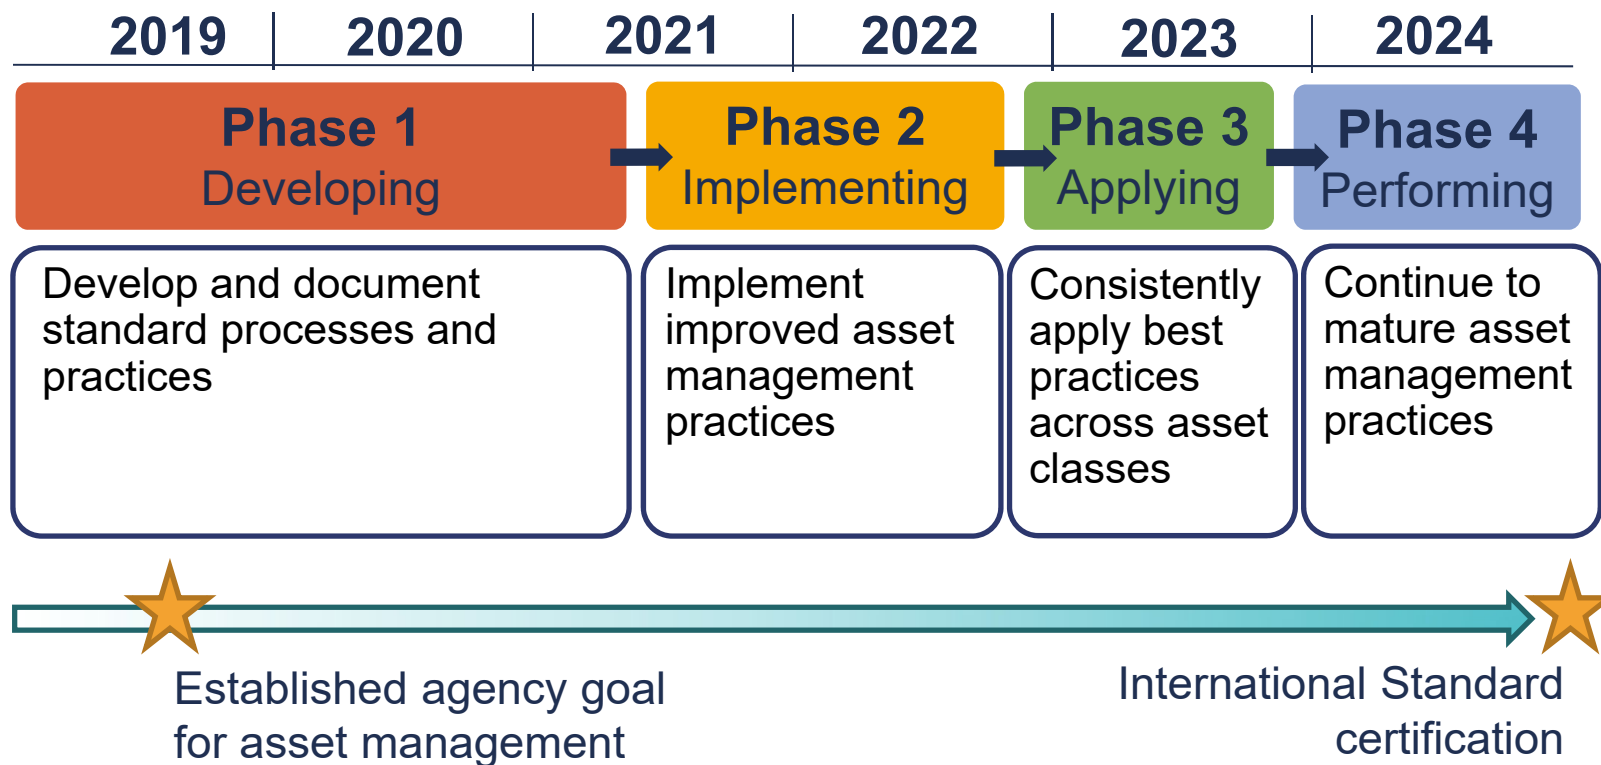 2019 2020 2021 2022 2023 2024
Phase 1
Developing
Phase 2
Implementing
Phase 3
Applying
Phase 4
Performing
Develop and document
standard processes and
practices
Implement
improved asset
management
practices
Consistently
apply best
practices
across asset
classes
Continue to
mature asset
management
practices
Established agency goal
for asset management
International Standard
certification